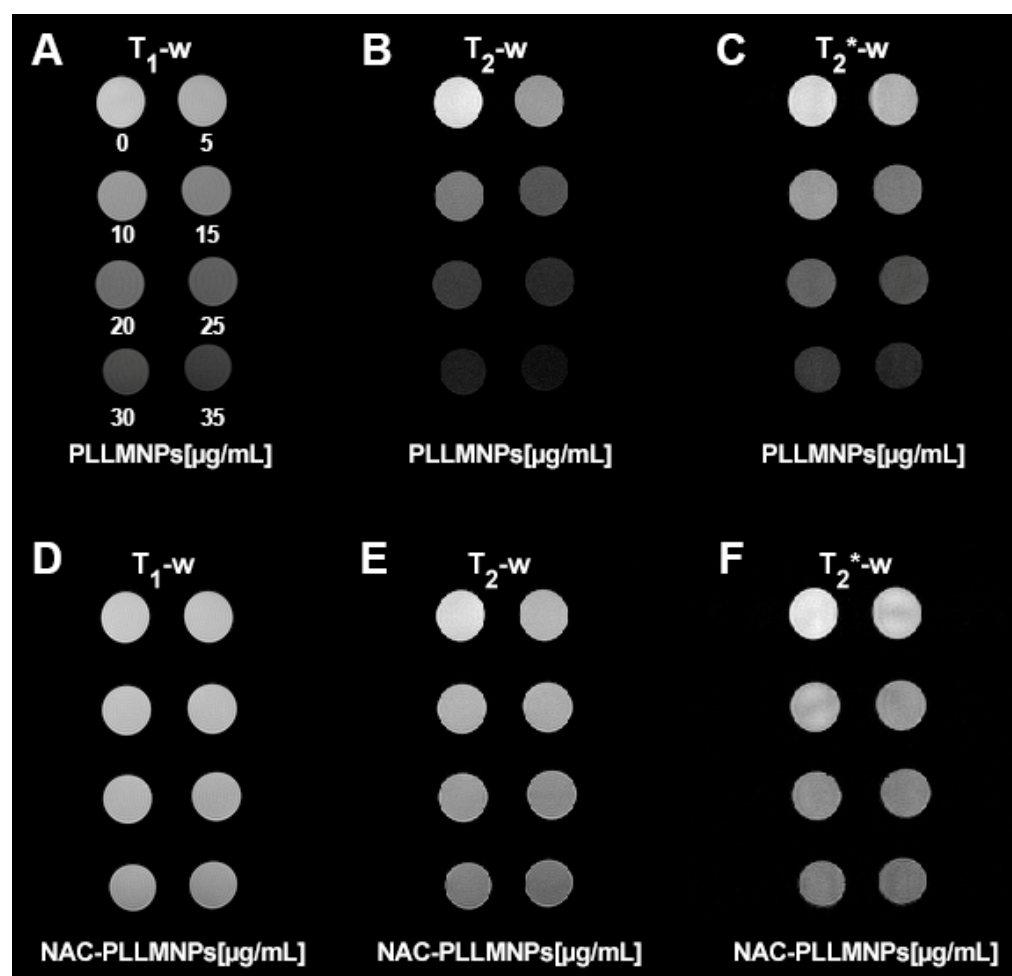 A T1-w B T2-w C T2*-w
0 5
10 15
20 25
30 35
PLLMNPs[µg/mL] PLLMNPs[µg/mL] PLLMNPs[µg/mL]
D T1-w E T2-w F T2*-w
NAC-PLLMNPs[µg/mL] NAC-PLLMNPs[µg/mL] NAC-PLLMNPs[µg/mL]